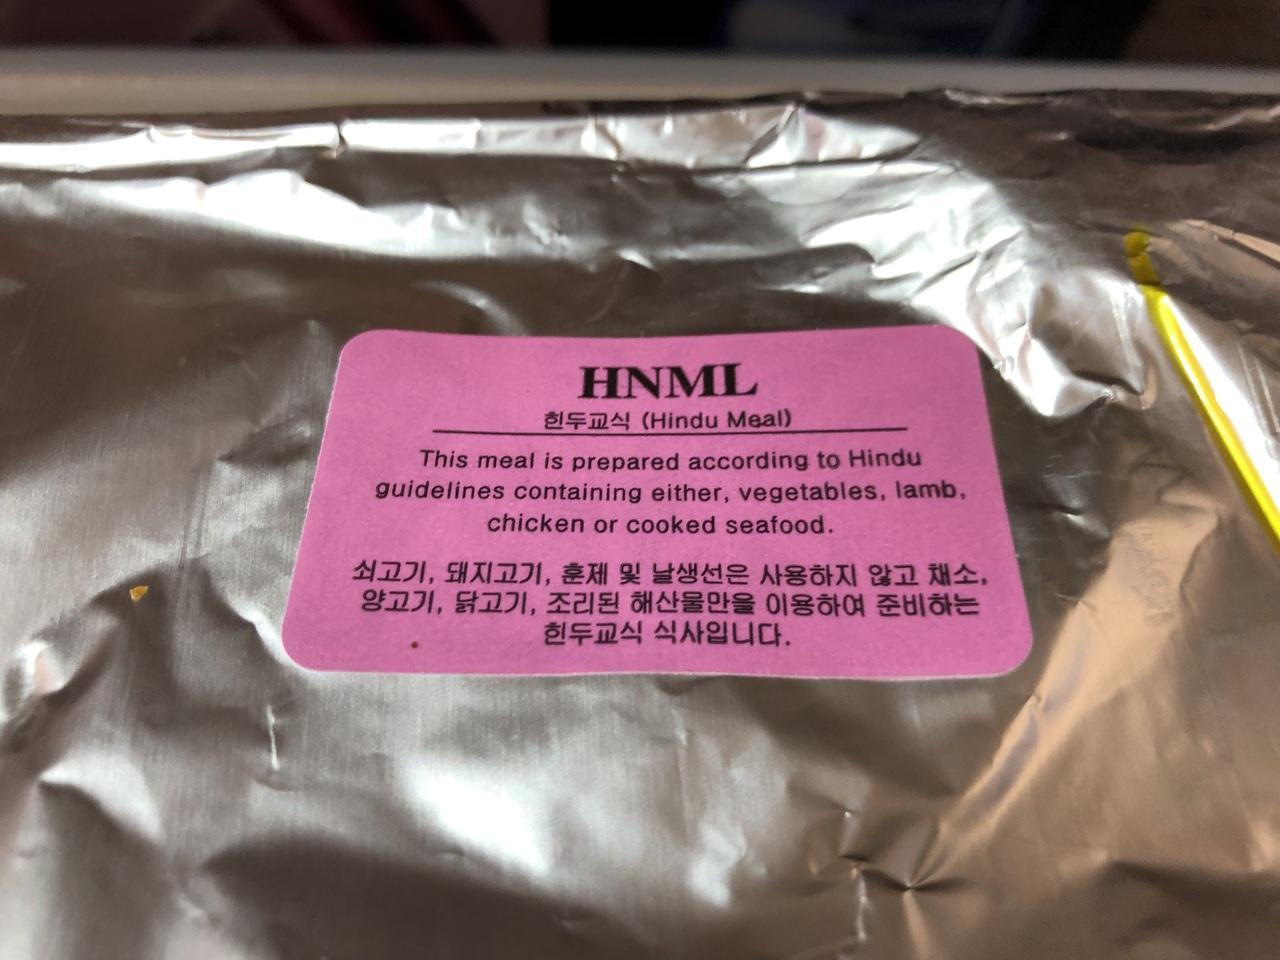 HNML
힌두교식 (Hindu Meal)
This meal is prepared according to Hindu
guidelines containing either, vegetables, lamb,
chicken or cooked seafood.
쇠고기, 돼지고기, 훈제 및 날생선은 사용하지 않고 채소,
양고기, 닭고기, 조리된 해산물만을 이용하여 준비하는
힌두교식 식사입니다.